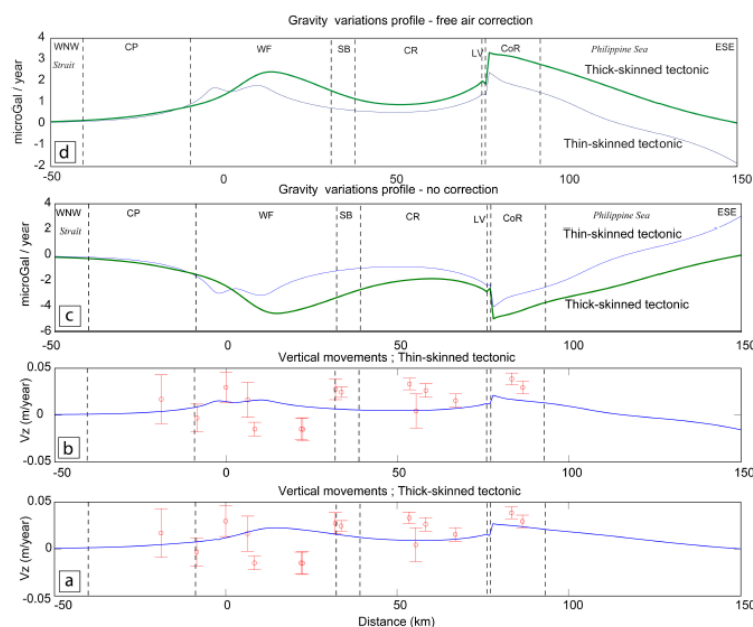 Gravity variations profile - free air correction
4
3
2
1
0
-1
-2
microGal / year
WNW
CP
WF
SB
CR
LV
CoR
Philippine Sea
ESE
Strait
Thick-skinned tectonic
Thin-skinned tectonic
d
-50
0
50
100
150
Gravity variations profile - no correction
4
2
0
-2
-4
-6
microGal / year
WNW
CP
WF
SB
CR
LV
CoR
Philippine Sea
ESE
Strait
Thin-skinned tectonic
Thick-skinned tectonic
c
-50
0
50
100
150
Vertical movements ; Thin-skinned tectonic
0.05
0
-0.05
Vz (m/year)
b
-50
0
50
100
150
Vertical movements ; Thick-skinned tectonic
0.05
0
-0.05
Vz (m/year)
a
-50
0
50
100
150
Distance (km)